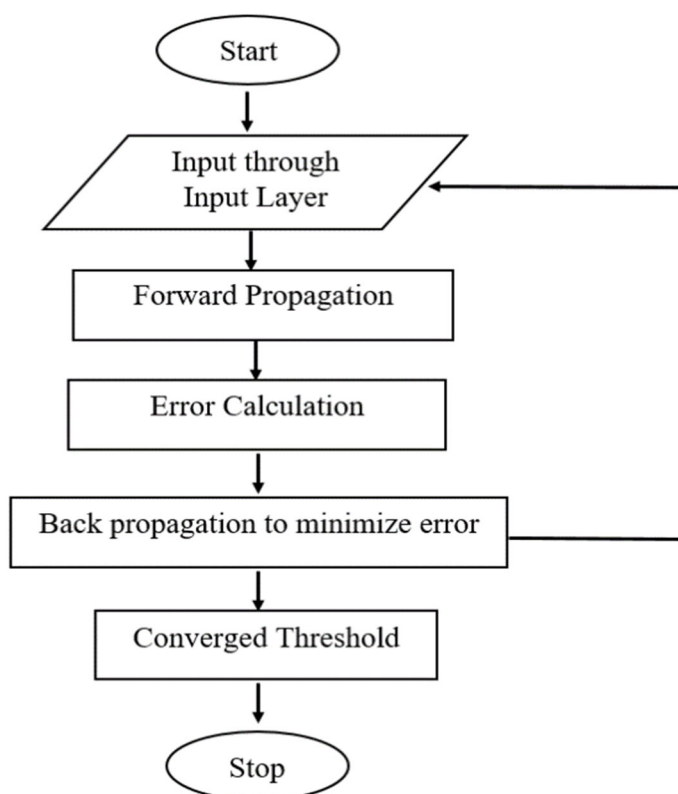 Start
Input through
Input Layer
Forward Propagation
Error Calculation
Back propagation to minimize error
Converged Threshold
Stop